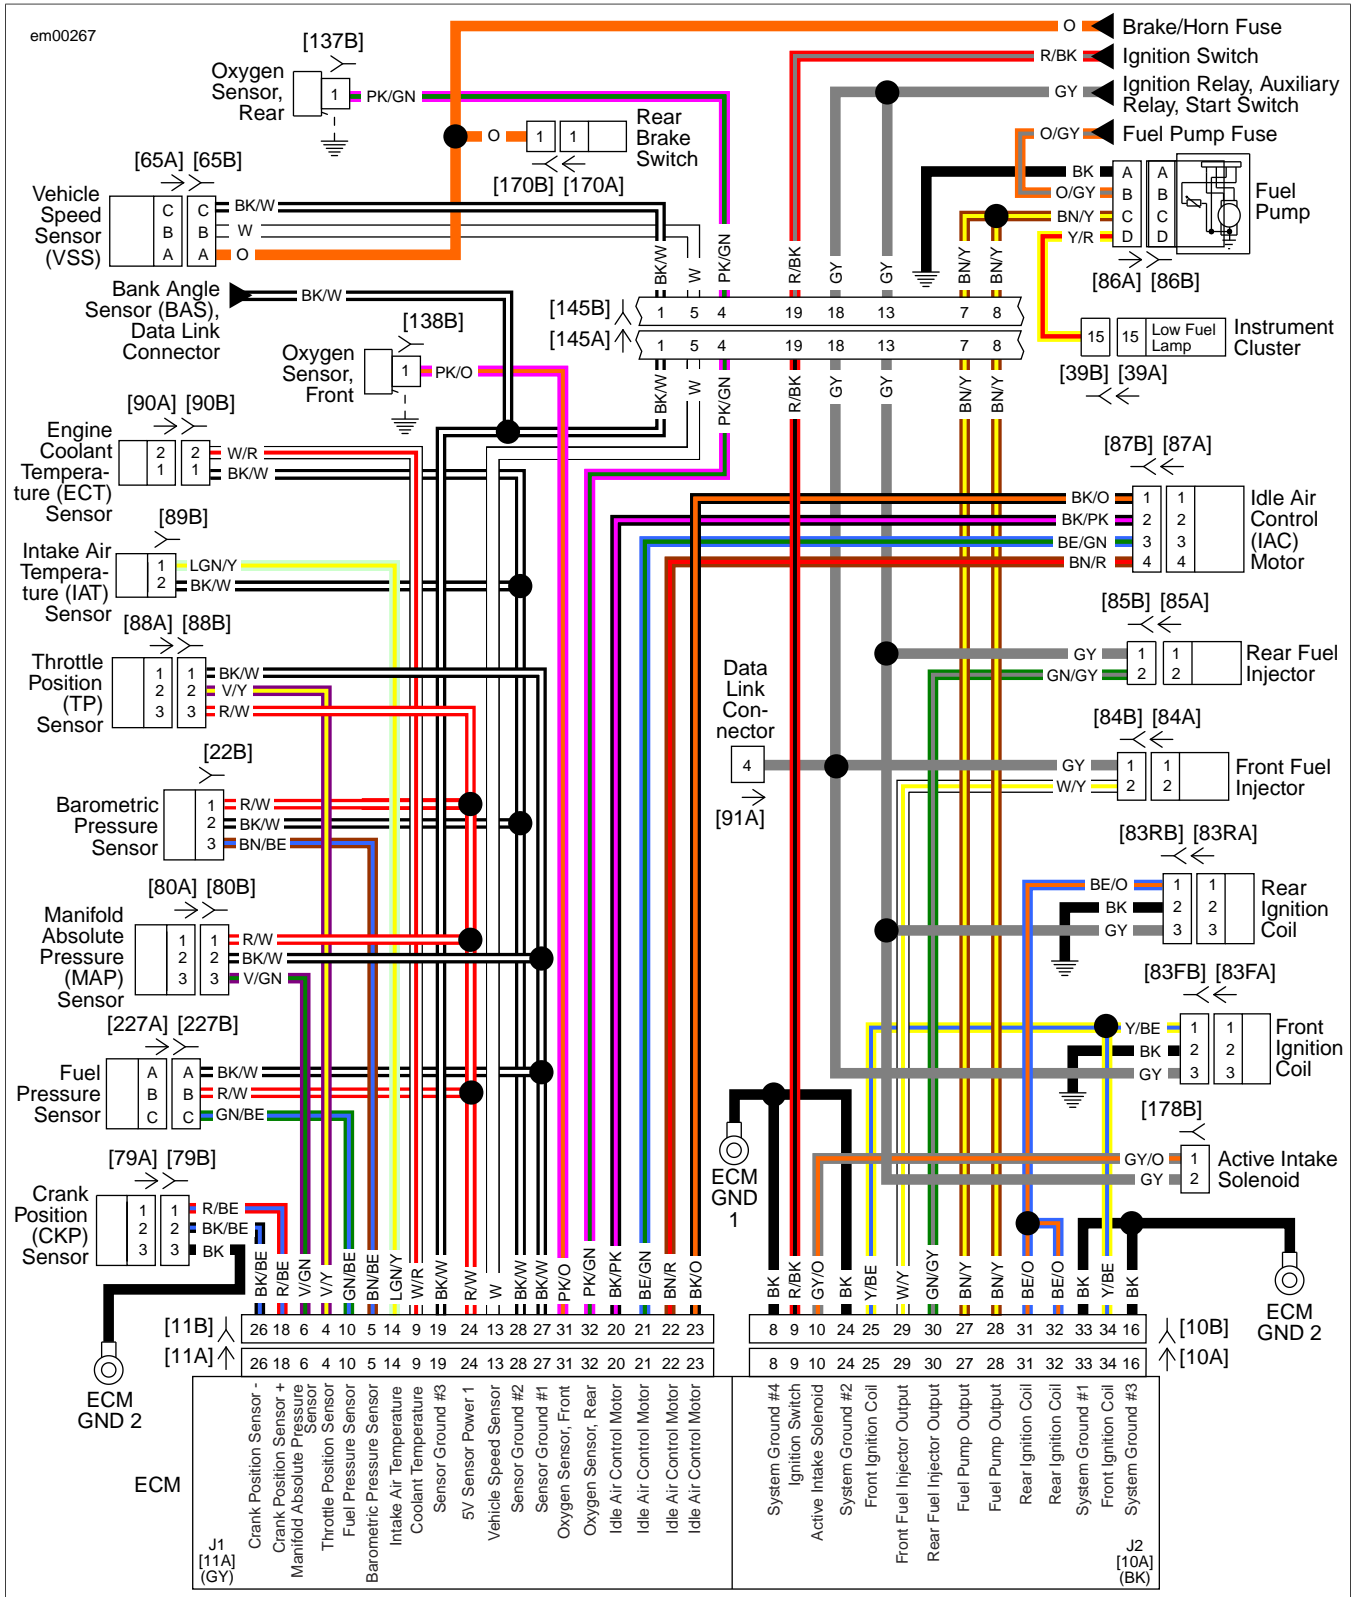 em00267
[137B]
Oxygen
Sensor,
Rear
1
PK/GN
O
Brake/Horn Fuse
R/BK
Ignition Switch
GY
Ignition Relay, Auxiliary
Relay, Start Switch
O/GY
Fuel Pump Fuse
O
1 1
Rear
Brake
Switch
[170B] [170A]
[65A] [65B]
Vehicle
Speed
Sensor
(VSS)
C C BK/W
B B W
A A O
BK A A
O/GY B B
BN/Y C C
Y/R D D
Fuel
Pump
[86A] [86B]
Bank Angle
Sensor (BAS),
Data Link
Connector
BK/W
BK/W W PK/GN R/BK GY GY BN/Y BN/Y
[145B] 1 5 4 19 18 13 7 8
[145A] 1 5 4 19 18 13 7 8
BK/W W PK/GN R/BK GY GY BN/Y BN/Y
15 15 Low Fuel
Lamp
Instrument
Cluster
[39B] [39A]
[138B]
Oxygen
Sensor,
Front
1
PK/O
[90A] [90B]
Engine
Coolant
Tempera-
ture (ECT)
Sensor
2 2 W/R
1 1 BK/W
[87B] [87A]
BK/O 1 1
BK/PK 2 2
BE/GN 3 3
BN/R 4 4
Idle Air
Control
(IAC)
Motor
[89B]
Intake Air
Tempera-
ture (IAT)
Sensor
1 LGN/Y
2 BK/W
[88A] [88B]
Throttle
Position
(TP)
Sensor
1 1 BK/W
2 2 V/Y
3 3 R/W
[85B] [85A]
GY 1 1
GN/GY 2 2
Rear Fuel
Injector
Data
Link
Con-
nector
4
[91A]
[84B] [84A]
GY 1 1
W/Y 2 2
Front Fuel
Injector
[22B]
Barometric
Pressure
Sensor
1 R/W
2 BK/W
3 BN/BE
[83RB] [83RA]
BE/O 1 1
BK 2 2
GY 3 3
Rear
Ignition
Coil
[80A] [80B]
Manifold
Absolute
Pressure
(MAP)
Sensor
1 1 R/W
2 2 BK/W
3 3 V/GN
[83FB] [83FA]
Y/BE 1 1
BK 2 2
GY 3 3
Front
Ignition
Coil
[227A] [227B]
Fuel
Pressure
Sensor
A A BK/W
B B R/W
C C GN/BE
[178B]
GY/O 1
GY 2
Active Intake
Solenoid
[79A] [79B]
Crank
Position
(CKP)
Sensor
1 1 R/BE
2 2 BK/BE
3 3 BK
ECM
GND
1
ECM
GND 2
ECM
GND 2
BK/BE R/BE V/GN V/Y GN/BE BN/BE LGN/Y W/R BK/W R/W W BK/W BK/W PK/O PK/GN BK/PK BE/GN BN/R BK/O
BK R/BK GY/O BK Y/BE W/Y GN/GY BN/Y BN/Y BE/O BE/O BK Y/BE BK
[11B] 26 18 6 4 10 5 14 9 19 24 13 28 27 31 32 20 21 22 23
[11A] 26 18 6 4 10 5 14 9 19 24 13 28 27 31 32 20 21 22 23
8 9 10 24 25 29 30 27 28 31 32 33 34 16 [10B]
8 9 10 24 25 29 30 27 28 31 32 33 34 16 [10A]
ECM
Crank Position Sensor -
Crank Position Sensor +
Manifold Absolute Pressure
Sensor
Throttle Position Sensor
Fuel Pressure Sensor
Barometric Pressure Sensor
Intake Air Temperature
Coolant Temperature
Sensor Ground #3
5V Sensor Power 1
Vehicle Speed Sensor
Sensor Ground #2
Sensor Ground #1
Oxygen Sensor, Front
Oxygen Sensor, Rear
Idle Air Control Motor
Idle Air Control Motor
Idle Air Control Motor
Idle Air Control Motor
System Ground #4
Ignition Switch
Active Intake Solenoid
System Ground #2
Front Ignition Coil
Front Fuel Injector Output
Rear Fuel Injector Output
Fuel Pump Output
Fuel Pump Output
Rear Ignition Coil
Rear Ignition Coil
System Ground #1
Front Ignition Coil
System Ground #3
J1
[11A]
(GY)
J2
[10A]
(BK)